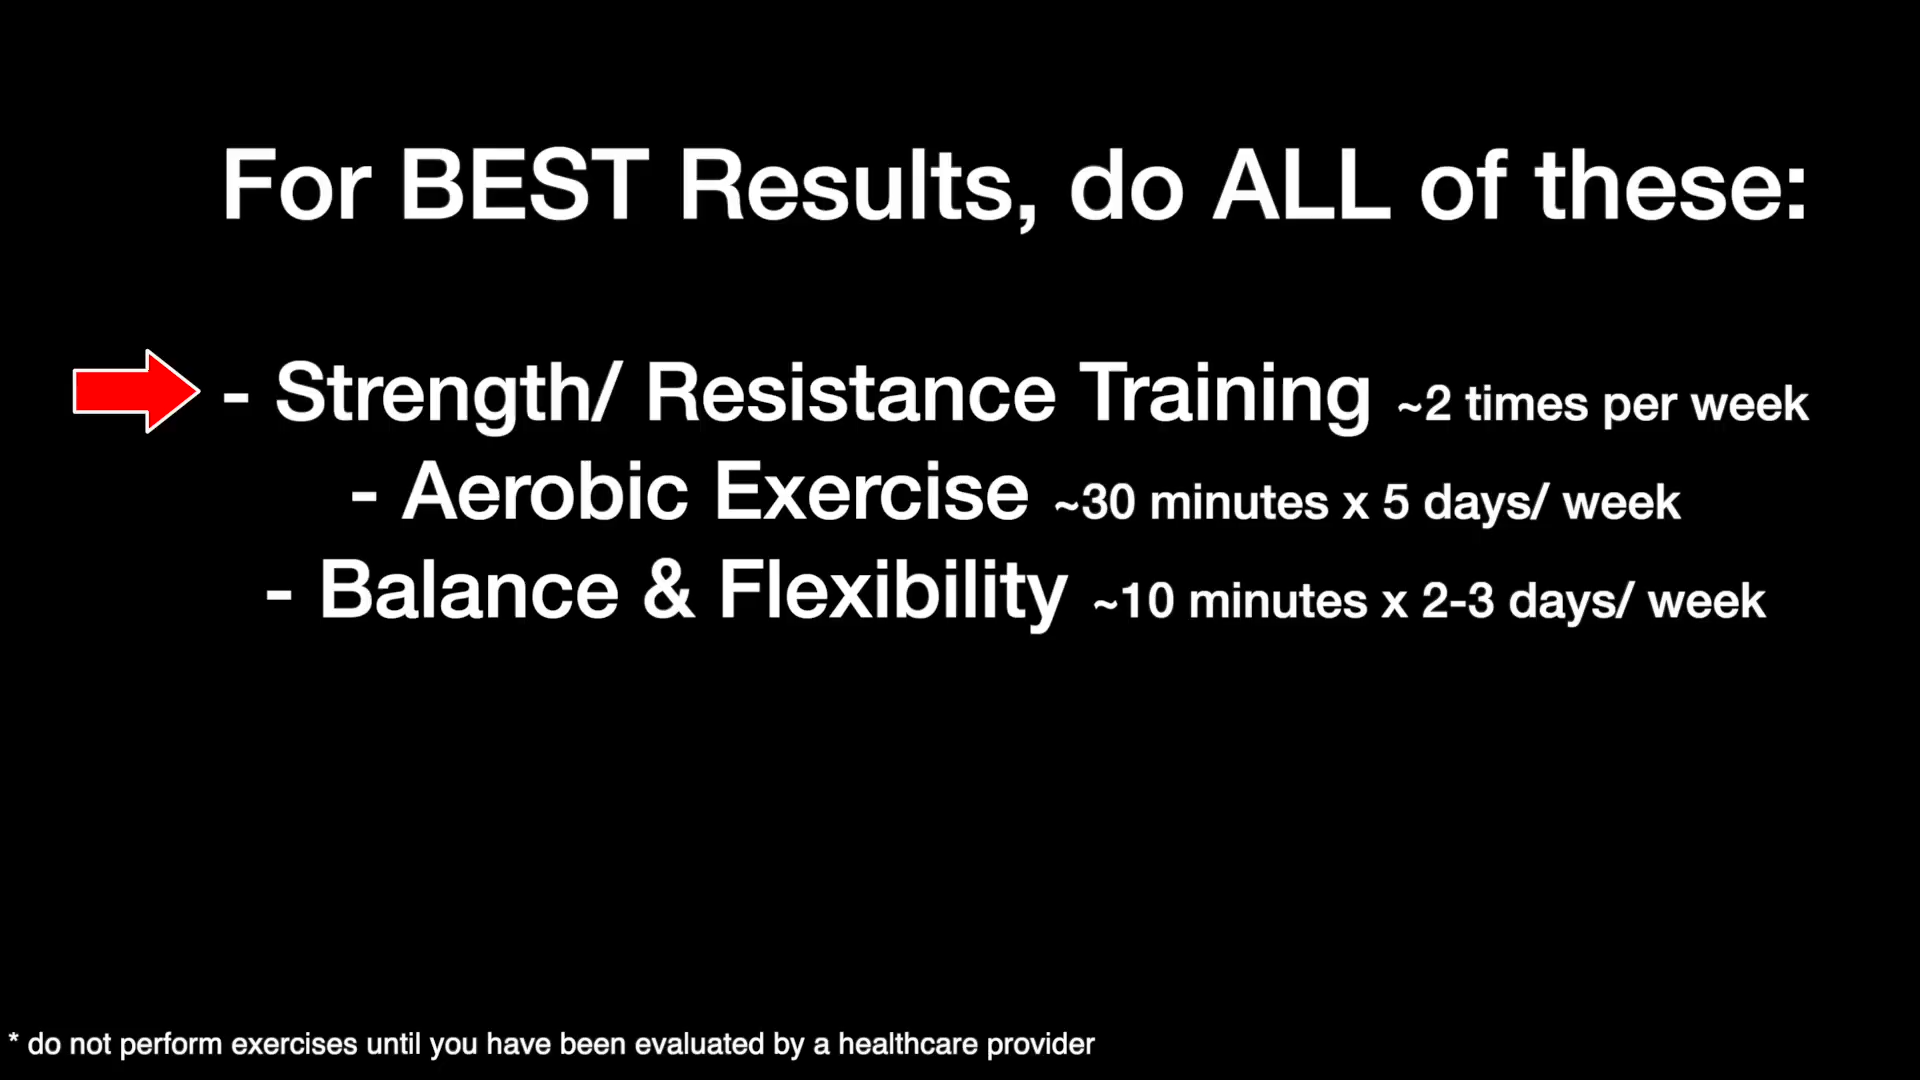 For BEST Results, do ALL of these:
- Strength/ Resistance Training ~2 times per week
- Aerobic Exercise ~30 minutes x 5 days/ week
- Balance & Flexibility ~10 minutes x 2-3 days/ week
* do not perform exercises until you have been evaluated by a healthcare provider